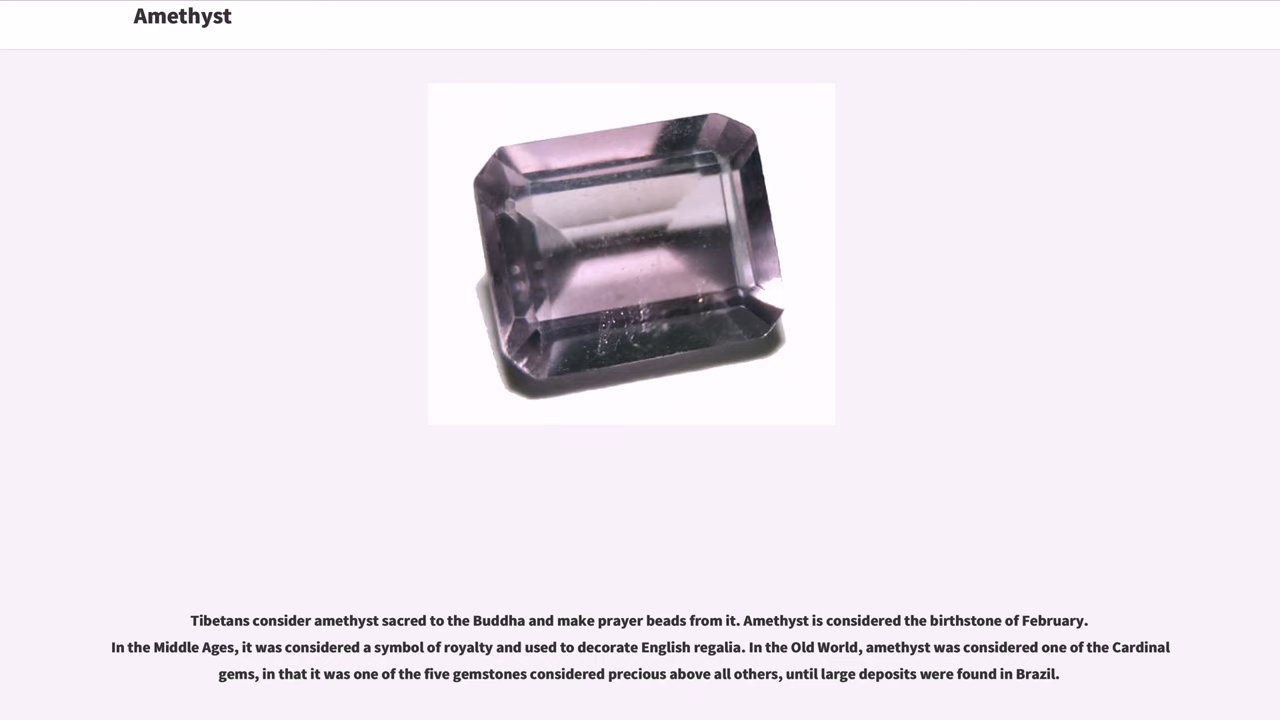 Amethyst
Tibetans consider amethyst sacred to the Buddha and make prayer beads from it. Amethyst is considered the birthstone of February.
In the Middle Ages, it was considered a symbol of royalty and used to decorate English regalia. In the Old World, amethyst was considered one of the Cardinal
gems, in that it was one of the five gemstones considered precious above all others, until large deposits were found in Brazil.